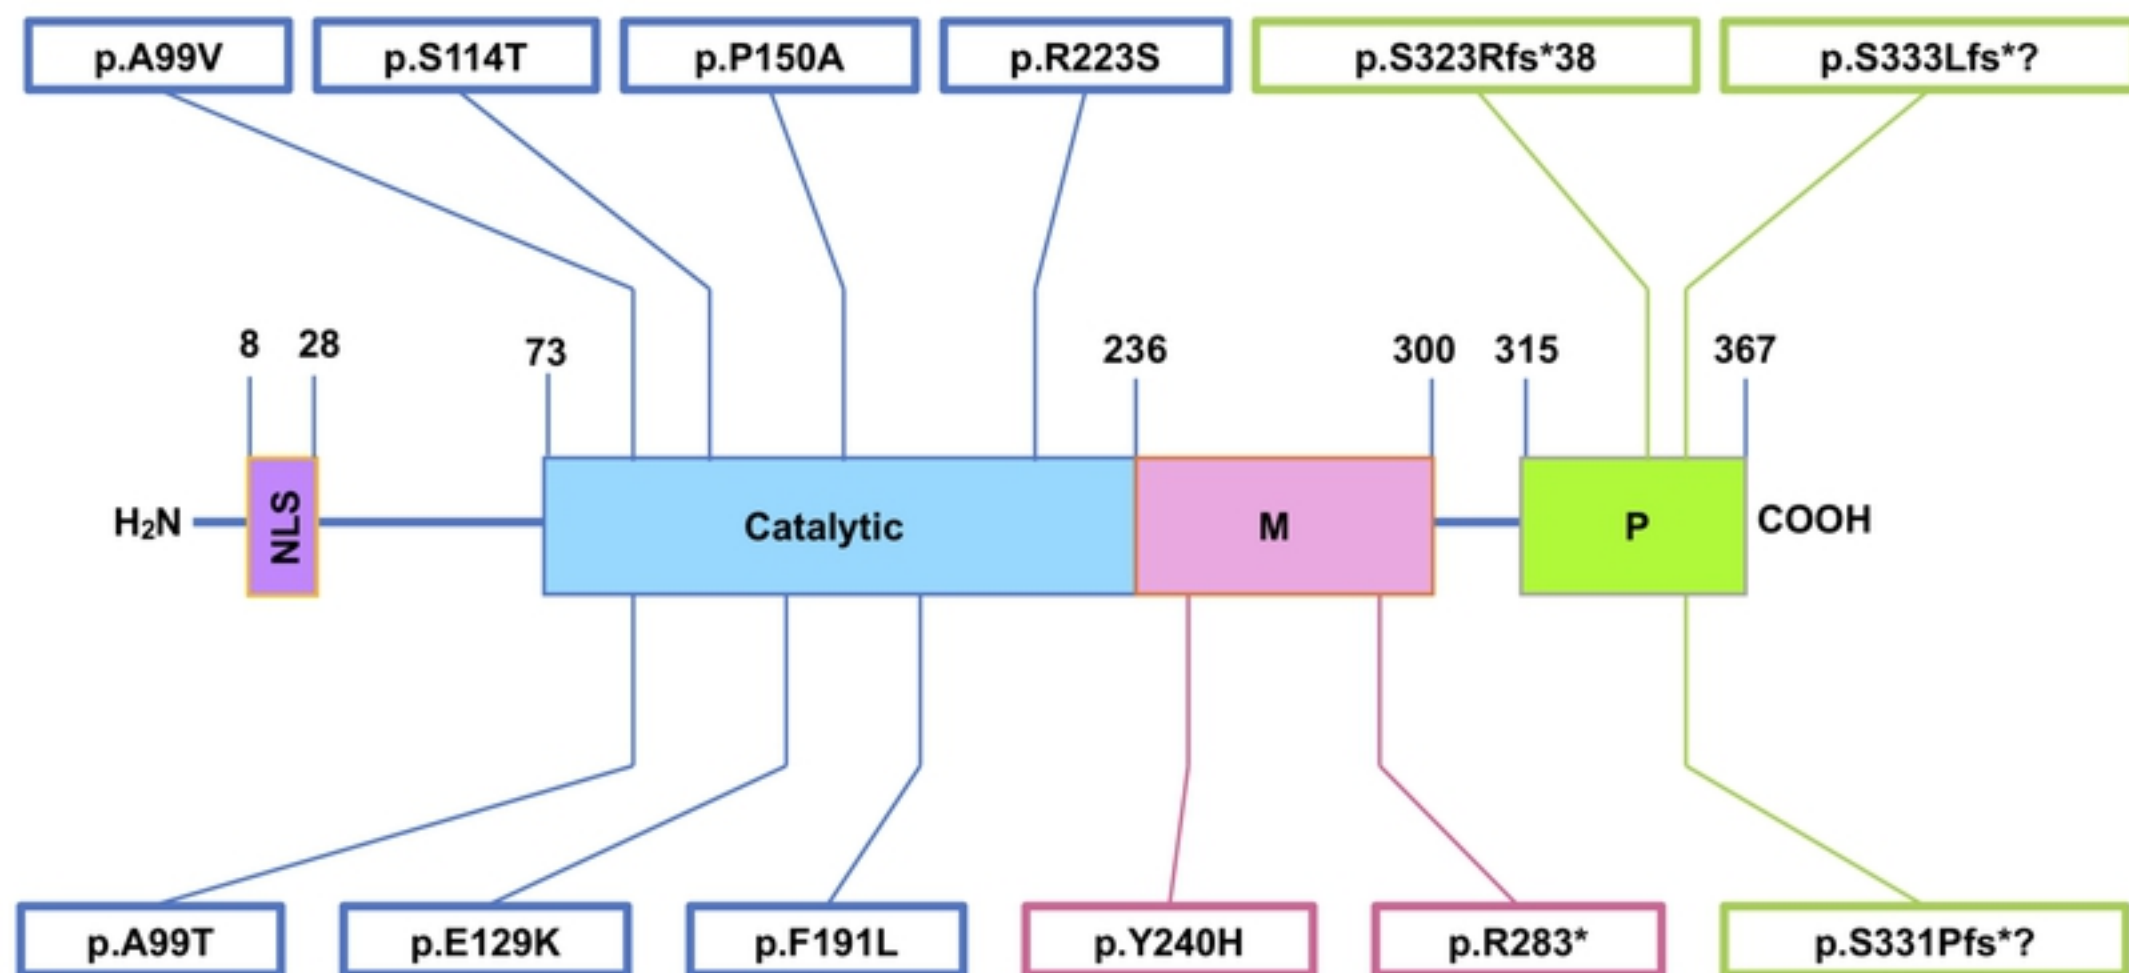 p.A99V p.S114T p.P150A p.R223S p.S323Rfs*38 p.S333Lfs*?
8 28 73 236 300 315 367
H₂N NLS Catalytic M P COOH
p.A99T p.E129K p.F191L p.Y240H p.R283* p.S331Pfs*?